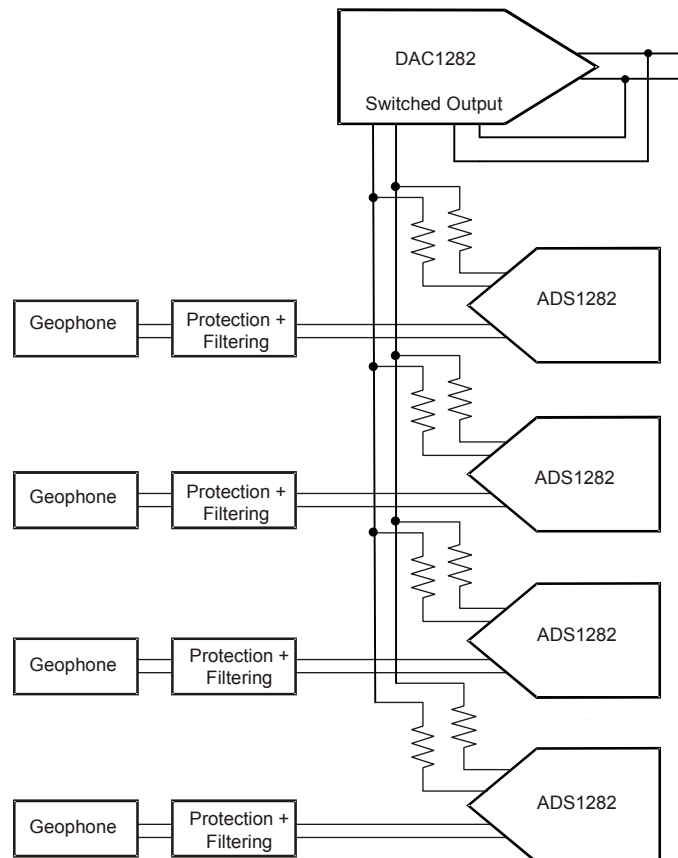 DAC1282
Switched Output
ADS1282
Geophone
Protection +
Filtering
ADS1282
Geophone
Protection +
Filtering
ADS1282
Geophone
Protection +
Filtering
ADS1282
Geophone
Protection +
Filtering